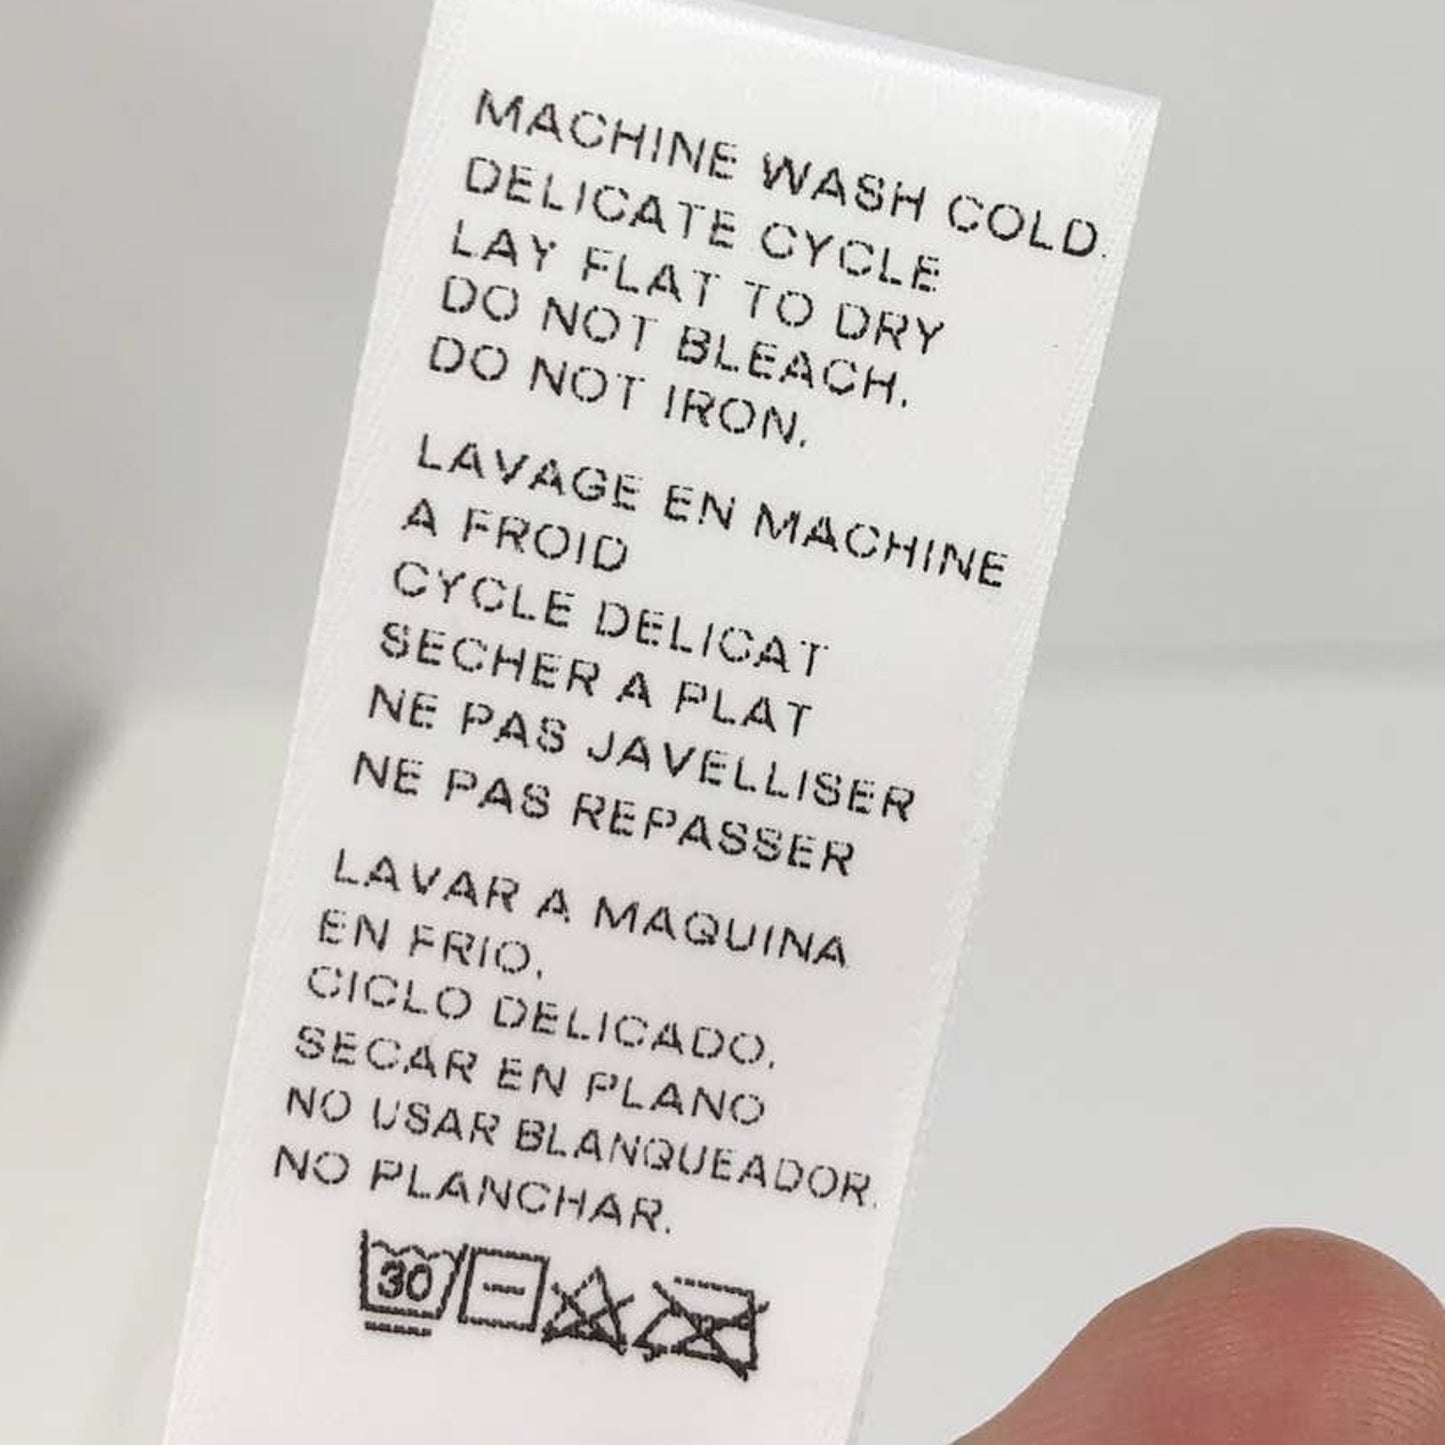 MACHINE WASH COLD.
DELICATE CYCLE
LAY FLAT TO DRY
DO NOT BLEACH.
DO NOT IRON.
LAVAGE EN MACHINE
A FROID
CYCLE DELICAT
SECHER A PLAT
NE PAS JAVELLISER
NE PAS REPASSER
LAVAR A MAQUINA
EN FRIO.
CICLO DELICADO.
SECAR EN PLANO
NO USAR BLANQUEADOR.
NO PLANCHAR.
30